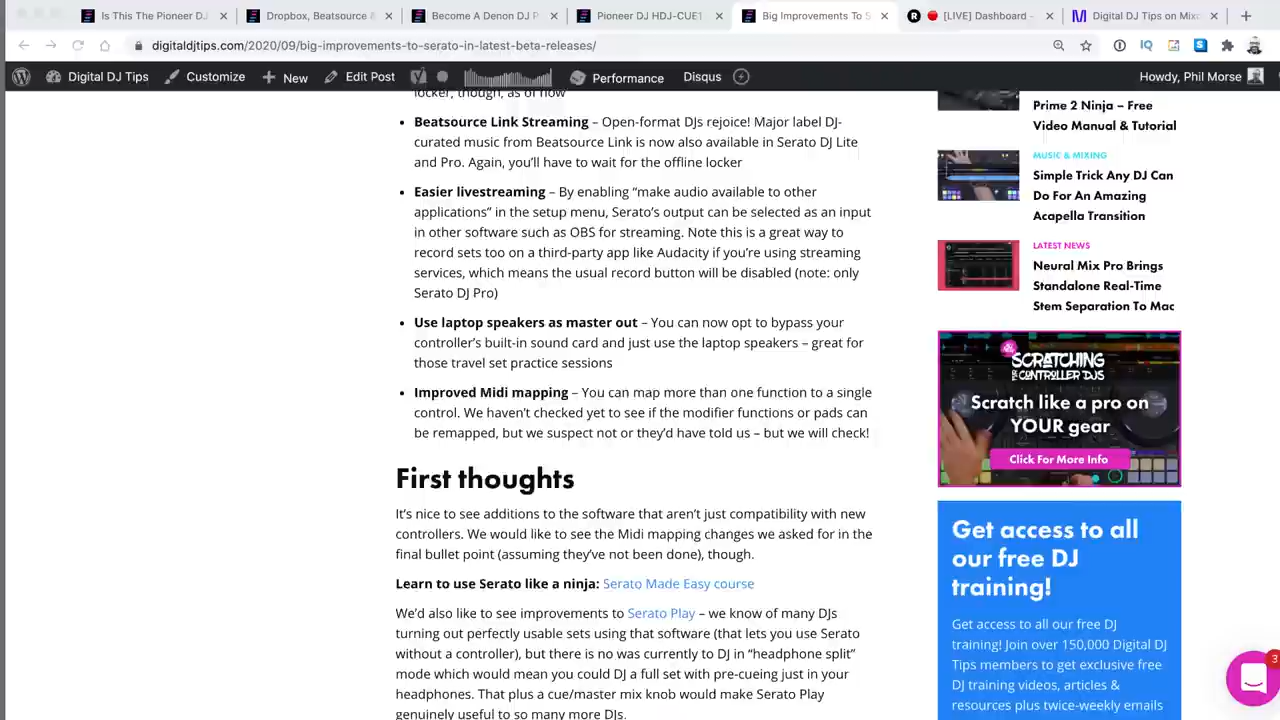 Is This The Pioneer DJ
Dropbox, Beatsource &
Become A Denon DJ P
Pioneer DJ HDJ-CUE1
Big Improvements To S
[LIVE] Dashboard -
Digital DJ Tips on Mixc
digitaldjtips.com/2020/09/big-improvements-to-serato-in-latest-beta-releases/
Digital DJ Tips
Customize
New
Edit Post
Performance
Disqus
Howdy, Phil Morse
locker, though, as of now
• Beatsource Link Streaming – Open-format DJs rejoice! Major label DJ-
curated music from Beatsource Link is now also available in Serato DJ Lite
and Pro. Again, you'll have to wait for the offline locker
• Easier livestreaming – By enabling “make audio available to other
applications” in the setup menu, Serato’s output can be selected as an input
in other software such as OBS for streaming. Note this is a great way to
record sets too on a third-party app like Audacity if you’re using streaming
services, which means the usual record button will be disabled (note: only
Serato DJ Pro)
• Use laptop speakers as master out – You can now opt to bypass your
controllers built-in sound card and just use the laptop speakers – great for
those couch set practice sessions
• Improved Midi mapping – You can map more than one function to a single
control. We haven’t checked yet to see if the modifier functions or pads can
be remapped, but we suspect not or they’d have told us – but we will check!
First thoughts
It’s nice to see additions to the software that aren’t just compatibility with new
controllers. We would like to see the Midi mapping changes we asked for in the
final bullet point (assuming they’ve not been done), though.
Learn to use Serato like a ninja: Serato Made Easy course
We’d also like to see improvements to Serato Play – we know of many DJs
turning out perfectly usable sets using that software (that lets you use Serato
without a controller), but there is no was currently to DJ in “headphone split”
mode which would mean you could DJ a full set with pre-cueing just in your
headphones. That plus a cue/master mix knob would make Serato Play
genuinely useful to so many more DJs.
Prime 2 Ninja – Free
Video Manual & Tutorial
MUSIC & MIXING
Simple Trick Any DJ Can
Do For An Amazing
Acapella Transition
LATEST NEWS
Neural Mix Pro Brings
Standalone Real-Time
Stem Separation To Mac
SCRATCHING
FOR CONTROLLER DJS
Scratch like a pro on
YOUR gear
Click For More Info
Get access to all
our free DJ
training!
Get access to all our free DJ
training! Join over 150,000 Digital DJ
Tips members to get exclusive free
DJ training videos, articles &
resources plus twice-weekly emails
3